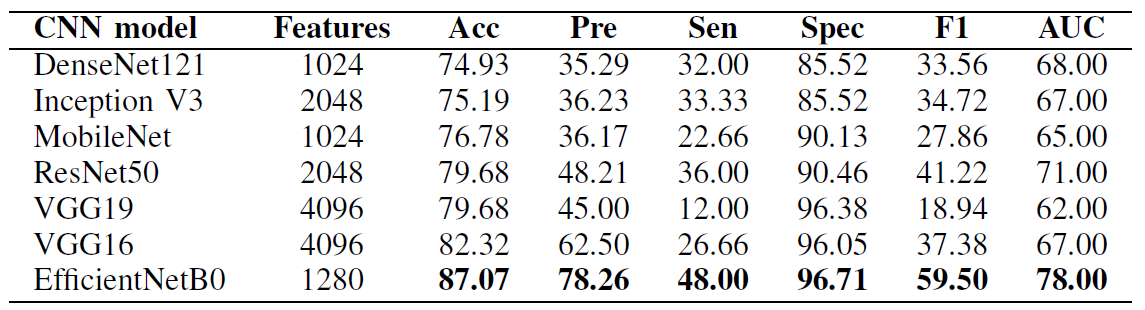 CNN model Features Acc Pre Sen Spec F1 AUC
DenseNet121 1024 74.93 35.29 32.00 85.52 33.56 68.00
Inception V3 2048 75.19 36.23 33.33 85.52 34.72 67.00
MobileNet 1024 76.78 36.17 22.66 90.13 27.86 65.00
ResNet50 2048 79.68 48.21 36.00 90.46 41.22 71.00
VGG19 4096 79.68 45.00 12.00 96.38 18.94 62.00
VGG16 4096 82.32 62.50 26.66 96.05 37.38 67.00
EfficientNetB0 1280 87.07 78.26 48.00 96.71 59.50 78.00